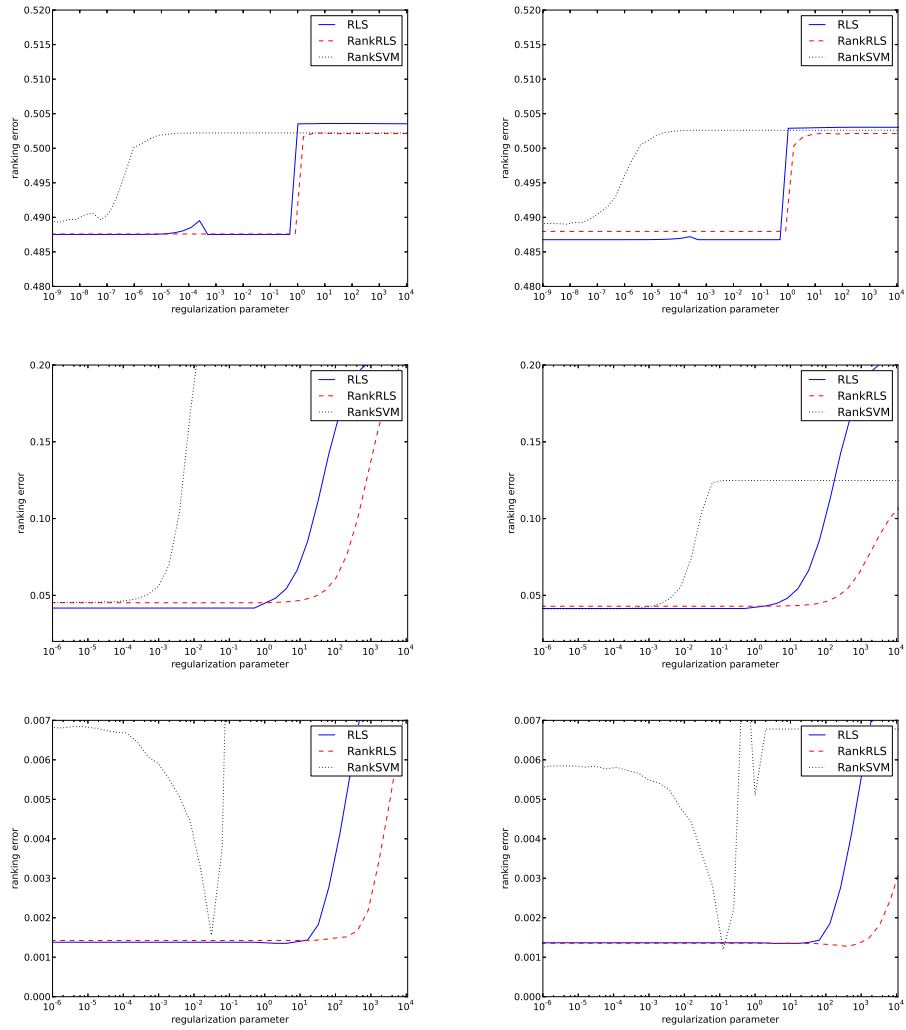 0.520
0.515
0.510
0.505
0.500
0.495
0.490
0.485
0.480
ranking error
RLS
RankRLS
RankSVM
10^-9 10^-8 10^-7 10^-6 10^-5 10^-4 10^-3 10^-2 10^-1 10^0 10^1 10^2 10^3 10^4
regularization parameter
0.520
0.515
0.510
0.505
0.500
0.495
0.490
0.485
0.480
ranking error
RLS
RankRLS
RankSVM
10^-9 10^-8 10^-7 10^-6 10^-5 10^-4 10^-3 10^-2 10^-1 10^0 10^1 10^2 10^3 10^4
regularization parameter
0.20
0.15
0.10
0.05
ranking error
RLS
RankRLS
RankSVM
10^-6 10^-5 10^-4 10^-3 10^-2 10^-1 10^0 10^1 10^2 10^3 10^4
regularization parameter
0.20
0.15
0.10
0.05
ranking error
RLS
RankRLS
RankSVM
10^-6 10^-5 10^-4 10^-3 10^-2 10^-1 10^0 10^1 10^2 10^3 10^4
regularization parameter
0.007
0.006
0.005
0.004
0.003
0.002
0.001
0.000
ranking error
RLS
RankRLS
RankSVM
10^-6 10^-5 10^-4 10^-3 10^-2 10^-1 10^0 10^1 10^2 10^3 10^4
regularization parameter
0.007
0.006
0.005
0.004
0.003
0.002
0.001
0.000
ranking error
RLS
RankRLS
RankSVM
10^-6 10^-5 10^-4 10^-3 10^-2 10^-1 10^0 10^1 10^2 10^3 10^4
regularization parameter